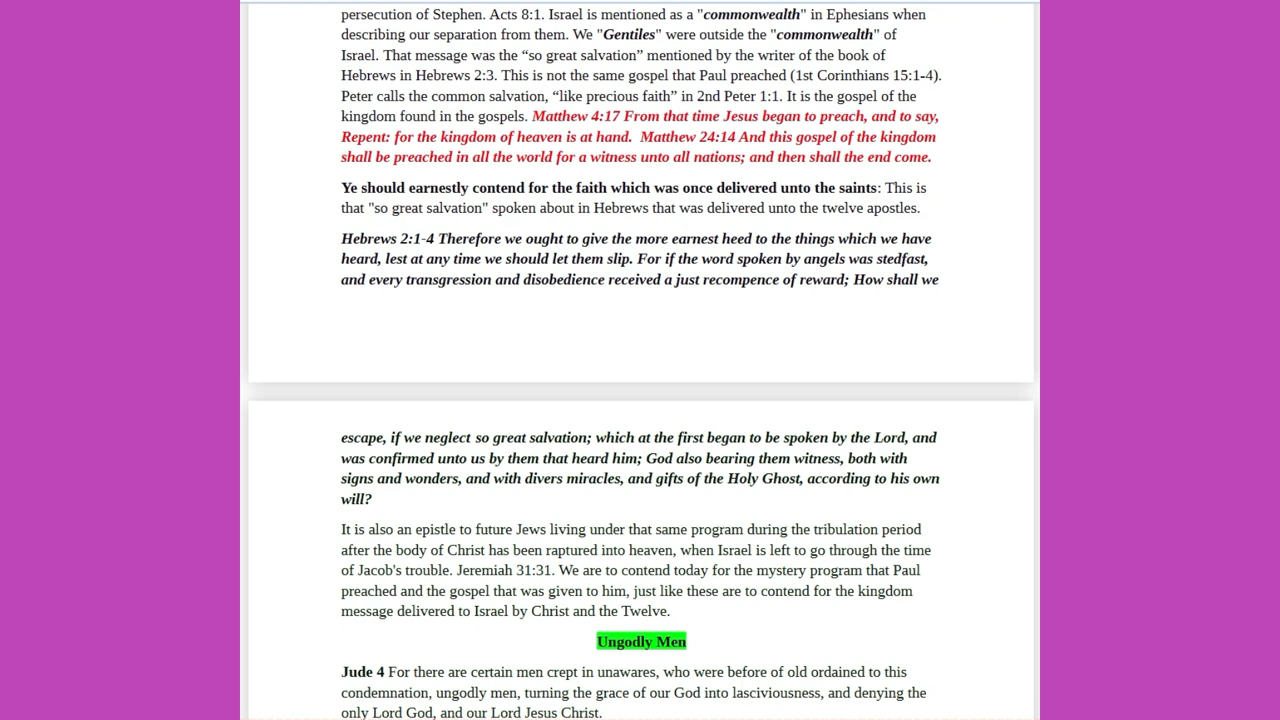 persecution of Stephen. Acts 8:1. Israel is mentioned as a "commonwealth" in Ephesians when
describing our separation from them. We "Gentiles" were outside the "commonwealth" of
Israel. That message was the “so great salvation” mentioned by the writer of the book of
Hebrews in Hebrews 2:3. This is not the same gospel that Paul preached (1st Corinthians 15:1-4).
Peter calls the common salvation, “like precious faith” in 2nd Peter 1:1. It is the gospel of the
kingdom found in the gospels. Matthew 4:17 From that time Jesus began to preach, and to say,
Repent: for the kingdom of heaven is at hand. Matthew 24:14 And this gospel of the kingdom
shall be preached in all the world for a witness unto all nations; and then shall the end come.
Ye should earnestly contend for the faith which was once delivered unto the saints: This is
that "so great salvation" spoken about in Hebrews that was delivered unto the twelve apostles.
Hebrews 2:1-4 Therefore we ought to give the more earnest heed to the things which we have
heard, lest at any time we should let them slip. For if the word spoken by angels was stedfast,
and every transgression and disobedience received a just recompence of reward; How shall we
escape, if we neglect so great salvation; which at the first began to be spoken by the Lord, and
was confirmed unto us by them that heard him; God also bearing them witness, both with
signs and wonders, and with divers miracles, and gifts of the Holy Ghost, according to his own
will?
It is also an epistle to future Jews living under that same program during the tribulation period
after the body of Christ has been raptured into heaven, when Israel is left to go through the time
of Jacob's trouble. Jeremiah 31:31. We are to contend today for the mystery program that Paul
preached and the gospel that was given to him, just like these are to contend for the kingdom
message delivered to Israel by Christ and the Twelve.
Ungodly Men
Jude 4 For there are certain men crept in unawares, who were before of old ordained to this
condemnation, ungodly men, turning the grace of our God into lasciviousness, and denying the
only Lord God, and our Lord Jesus Christ.